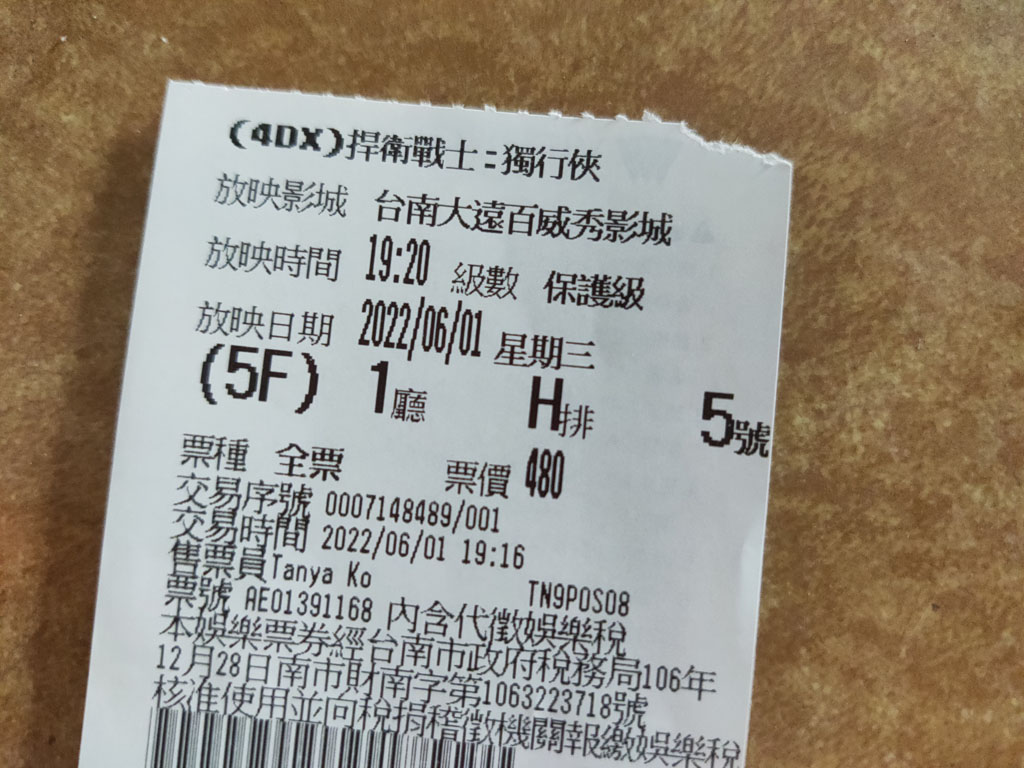 (4DX)捍衛戰士:獨行俠
放映影城 台南大遠百威秀影城
放映時間 19:20 級數 保護級
放映日期 2022/06/01 星期三
(5F) 1廳 H排 5號
票種 全票 票價 480
交易序號 0007148489/001
交易時間 2022/06/01 19:16
售票員Tanya Ko TN9POS08
票號 AE01391168 內含代徵娛樂稅
本娛樂票券經台南市政府稅務局106年
12月28日南市財南字第1063223718號
核准使用並向稅捐稽徵機關報繳娛樂稅